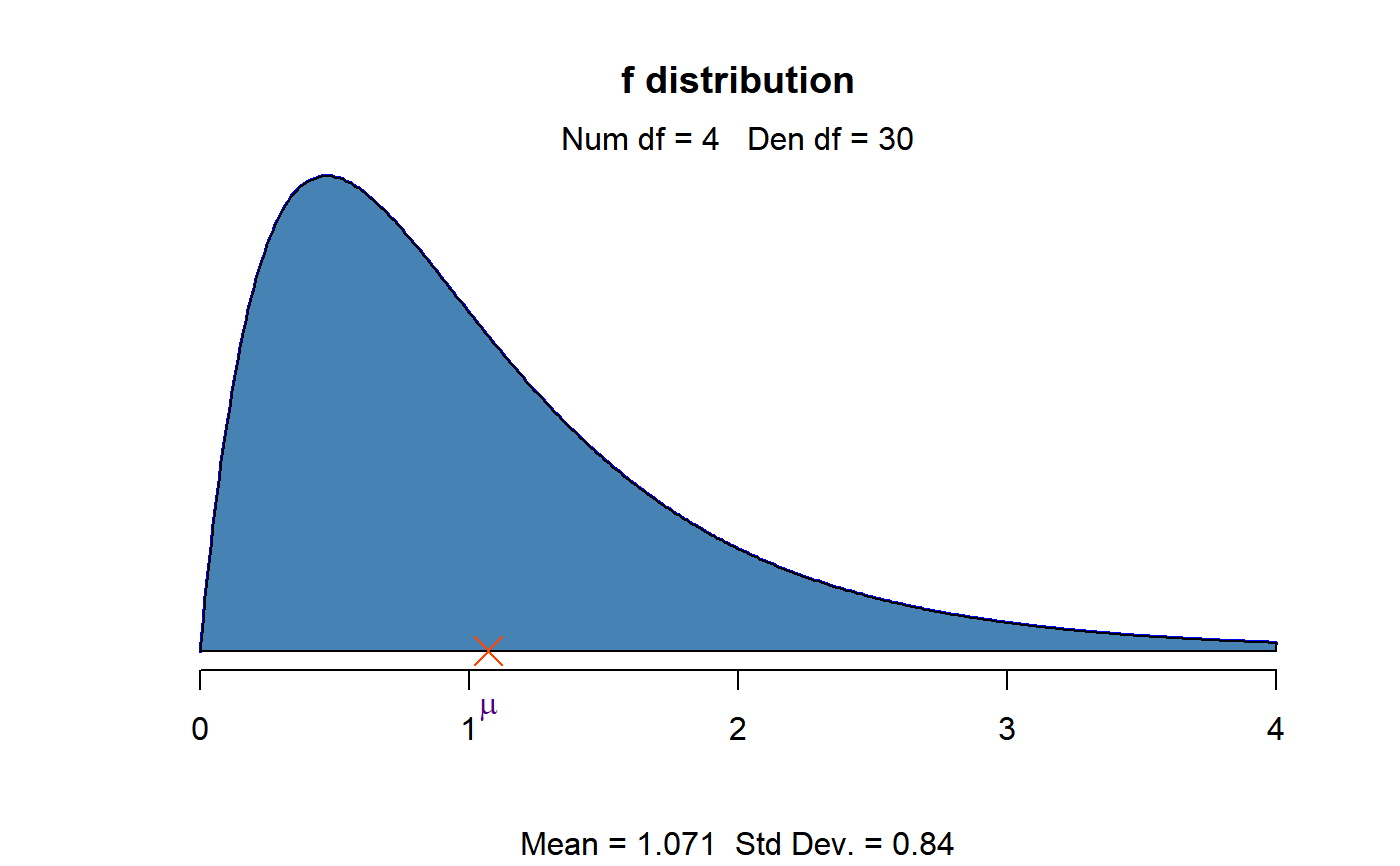 f distribution
Num df = 4   Den df = 30
μ
0 1 2 3 4
Mean = 1.071  Std Dev. = 0.84